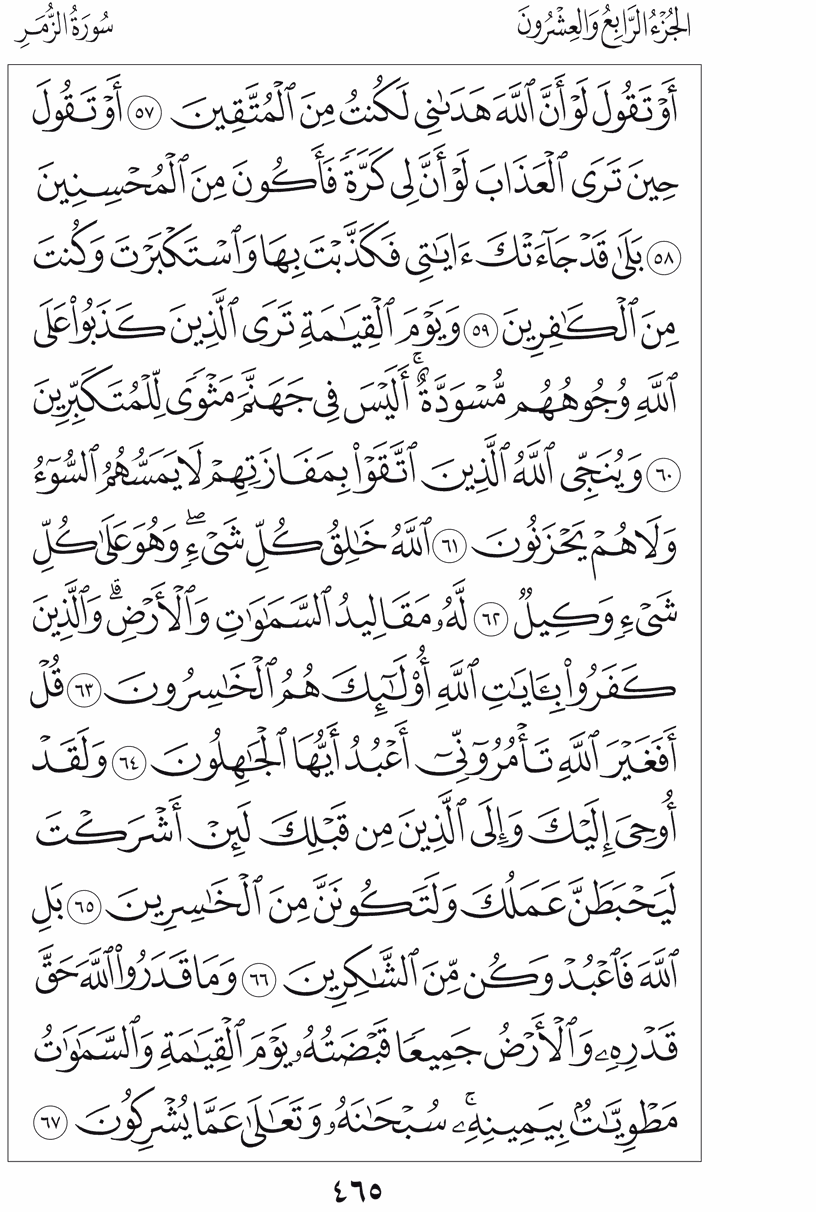 الجُزْءُ الرَّابِعُ وَالعِشْرُونَ سُورَةُ الزُّمَرِ
أَوْ تَقُولَ لَوْ أَنَّ ٱللَّهَ هَدَىٰنِى لَكُنتُ مِنَ ٱلْمُتَّقِينَ ٥٧ أَوْ تَقُولَ
حِينَ تَرَى ٱلْعَذَابَ لَوْ أَنَّ لِى كَرَّةً فَأَكُونَ مِنَ ٱلْمُحْسِنِينَ
٥٨ بَلَىٰ قَدْ جَآءَتْكَ ءَايَٰتِى فَكَذَّبْتَ بِهَا وَٱسْتَكْبَرْتَ وَكُنتَ
مِنَ ٱلْكَٰفِرِينَ ٥٩ وَيَوْمَ ٱلْقِيَٰمَةِ تَرَى ٱلَّذِينَ كَذَبُوا۟ عَلَى
ٱللَّهِ وُجُوهُهُم مُّسْوَدَّةٌ ۚ أَلَيْسَ فِى جَهَنَّمَ مَثْوًى لِّلْمُتَكَبِّرِينَ
٦٠ وَيُنَجِّى ٱللَّهُ ٱلَّذِينَ ٱتَّقَوْا۟ بِمَفَازَتِهِمْ لَا يَمَسُّهُمُ ٱلسُّوٓءُ
وَلَا هُمْ يَحْزَنُونَ ٦١ ٱللَّهُ خَٰلِقُ كُلِّ شَىْءٍ ۖ وَهُوَ عَلَىٰ كُلِّ
شَىْءٍ وَكِيلٌ ٦٢ لَّهُۥ مَقَالِيدُ ٱلسَّمَٰوَٰتِ وَٱلْأَرْضِ ۗ وَٱلَّذِينَ
كَفَرُوا۟ بِـَٔايَٰتِ ٱللَّهِ أُو۟لَٰٓئِكَ هُمُ ٱلْخَٰسِرُونَ ٦٣ قُلْ
أَفَغَيْرَ ٱللَّهِ تَأْمُرُوٓنِّىٓ أَعْبُدُ أَيُّهَا ٱلْجَٰهِلُونَ ٦٤ وَلَقَدْ
أُوحِىَ إِلَيْكَ وَإِلَى ٱلَّذِينَ مِن قَبْلِكَ لَئِنْ أَشْرَكْتَ
لَيَحْبَطَنَّ عَمَلُكَ وَلَتَكُونَنَّ مِنَ ٱلْخَٰسِرِينَ ٦٥ بَلِ
ٱللَّهَ فَٱعْبُدْ وَكُن مِّنَ ٱلشَّٰكِرِينَ ٦٦ وَمَا قَدَرُوا۟ ٱللَّهَ حَقَّ
قَدْرِهِۦ وَٱلْأَرْضُ جَمِيعًا قَبْضَتُهُۥ يَوْمَ ٱلْقِيَٰمَةِ وَٱلسَّمَٰوَٰتُ
مَطْوِيَّٰتٌۢ بِيَمِينِهِۦ ۚ سُبْحَٰنَهُۥ وَتَعَٰلَىٰ عَمَّا يُشْرِكُونَ ٦٧
٤٦٥